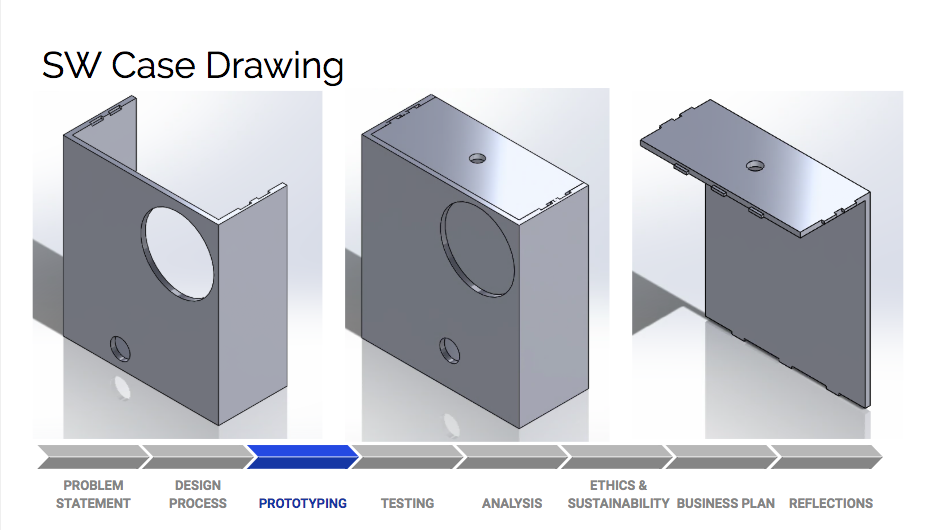 SW Case Drawing
PROBLEM
STATEMENT
DESIGN
PROCESS
PROTOTYPING
TESTING
ANALYSIS
ETHICS &
SUSTAINABILITY
BUSINESS PLAN
REFLECTIONS